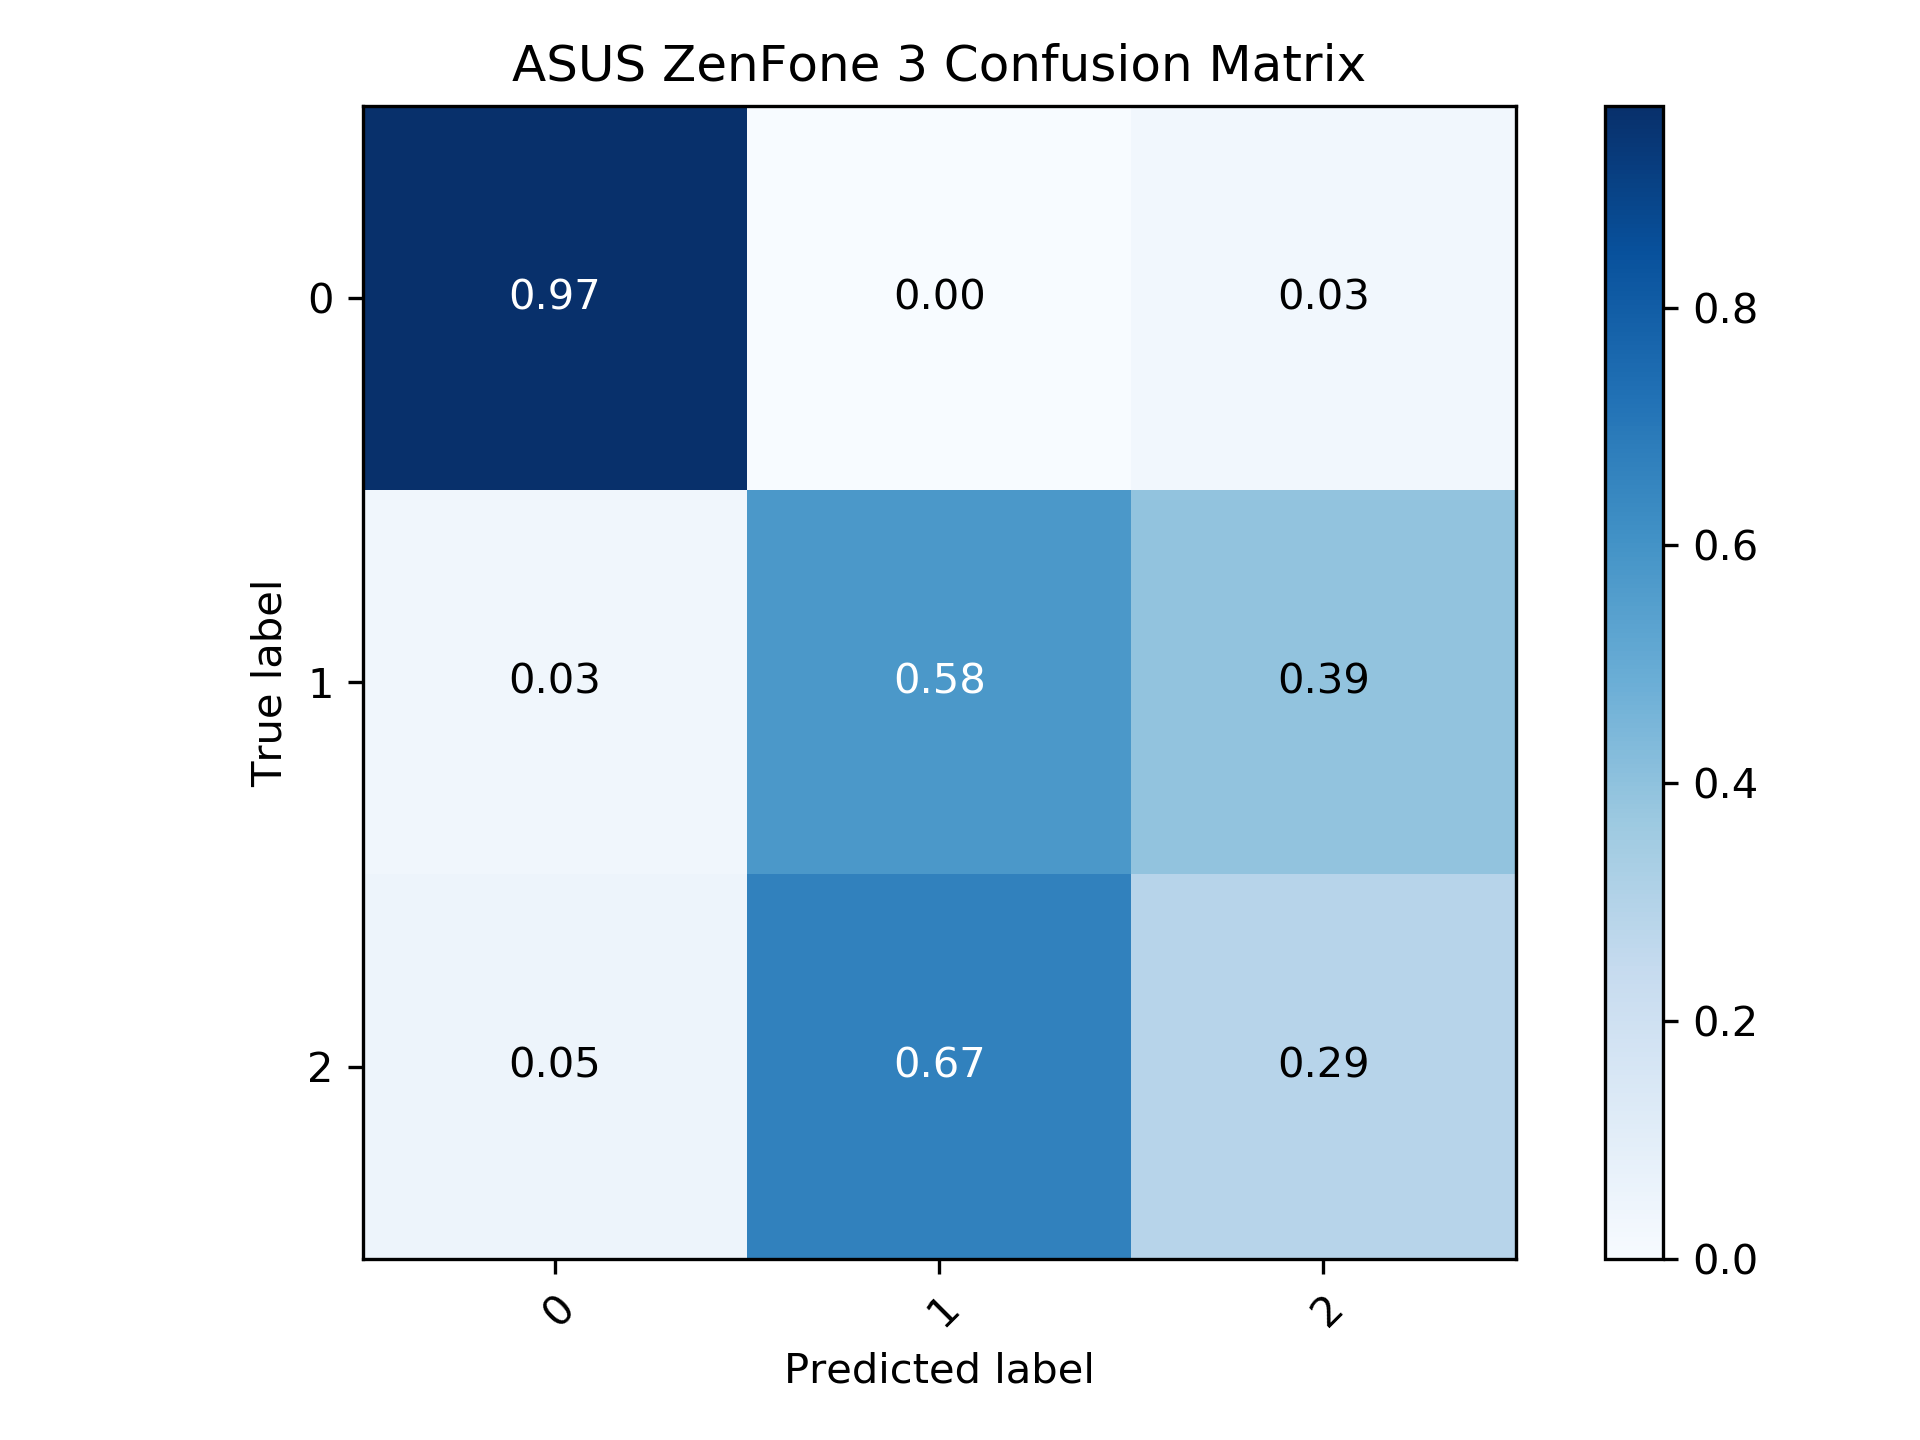 ASUS ZenFone 3 Confusion Matrix
0 0.97 0.00 0.03
1 0.03 0.58 0.39
2 0.05 0.67 0.29
True label
0 1 2
Predicted label
0.8
0.6
0.4
0.2
0.0